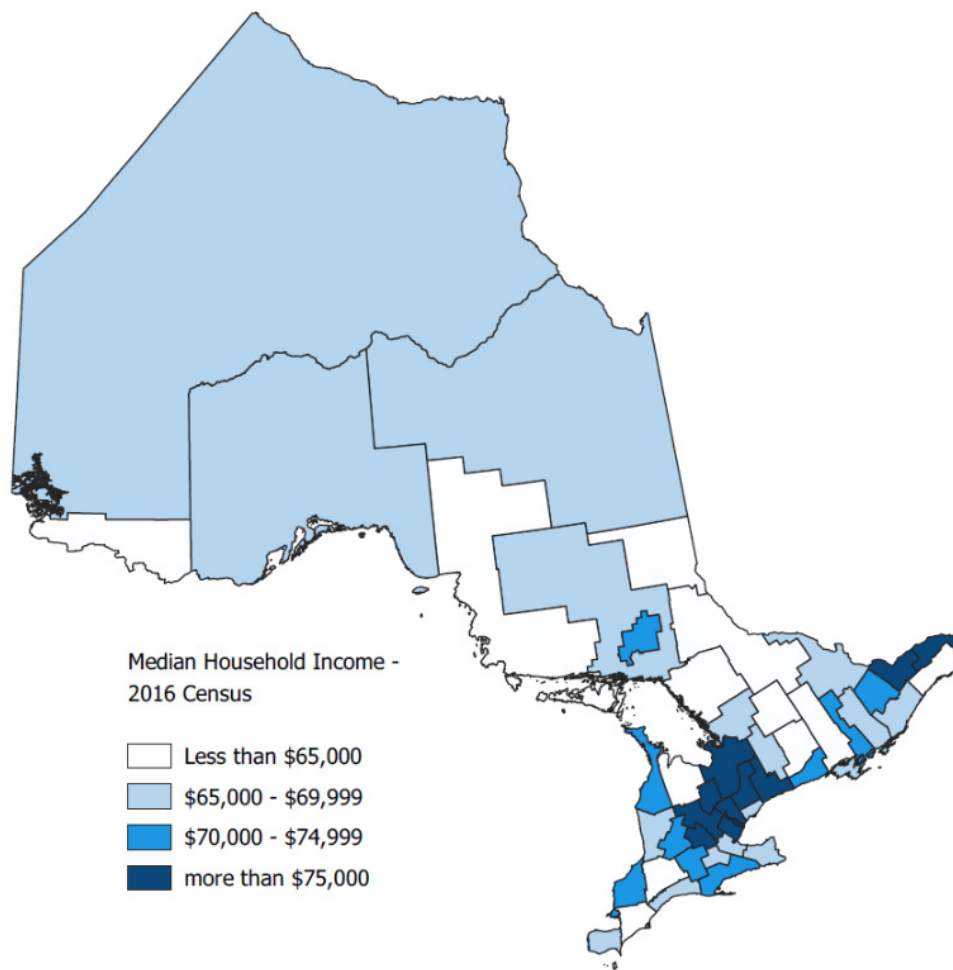 Median Household Income -
2016 Census
Less than $65,000
$65,000 - $69,999
$70,000 - $74,999
more than $75,000